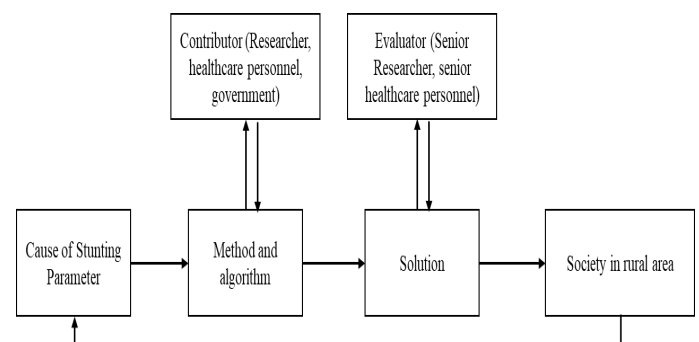 Contributor (Researcher,
healthcare personnel,
government)
Evaluator (Senior
Researcher, senior
healthcare personnel)
Cause of Stunting
Parameter
Method and
algorithm
Solution
Society in rural area